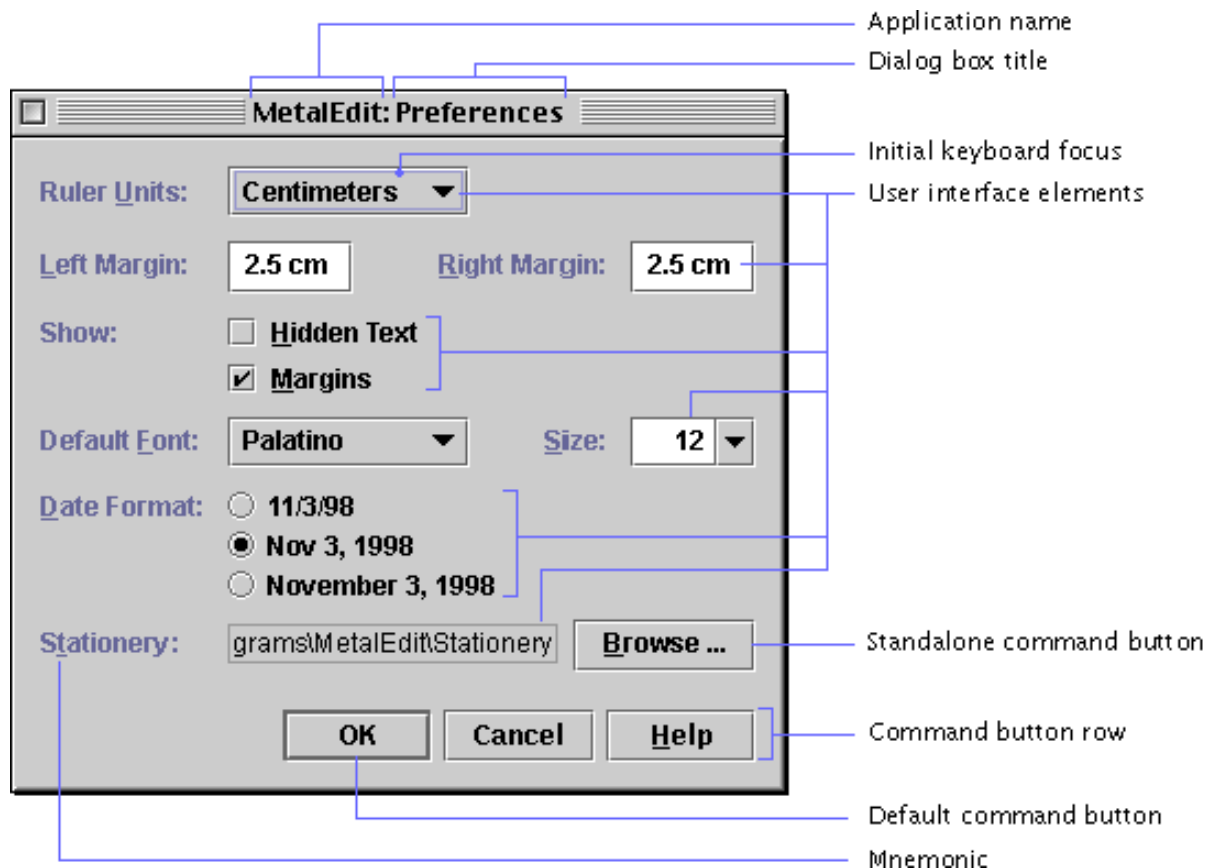 Application name
Dialog box title
MetalEdit: Preferences
Initial keyboard focus
Ruler Units: Centimeters
User interface elements
Left Margin: 2.5 cm Right Margin: 2.5 cm
Show: Hidden Text
Margins
Default Font: Palatino Size: 12
Date Format: 11/3/98
Nov 3, 1998
November 3, 1998
Stationery: grams\MetalEdit\Stationery Browse ... Standalone command button
OK Cancel Help Command button row
Default command button
Mnemonic